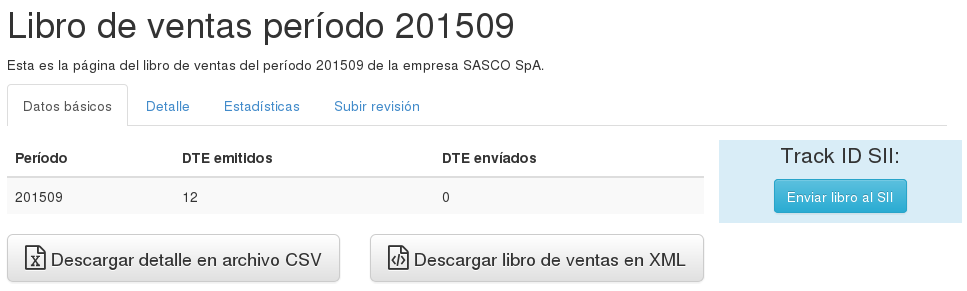 Libro de ventas período 201509
Esta es la página del libro de ventas del período 201509 de la empresa SASCO SpA.
Datos básicos Detalle Estadísticas Subir revisión
Período DTE emitidos DTE envíados
201509 12 0
Track ID SII:
Enviar libro al SII
Descargar detalle en archivo CSV Descargar libro de ventas en XML